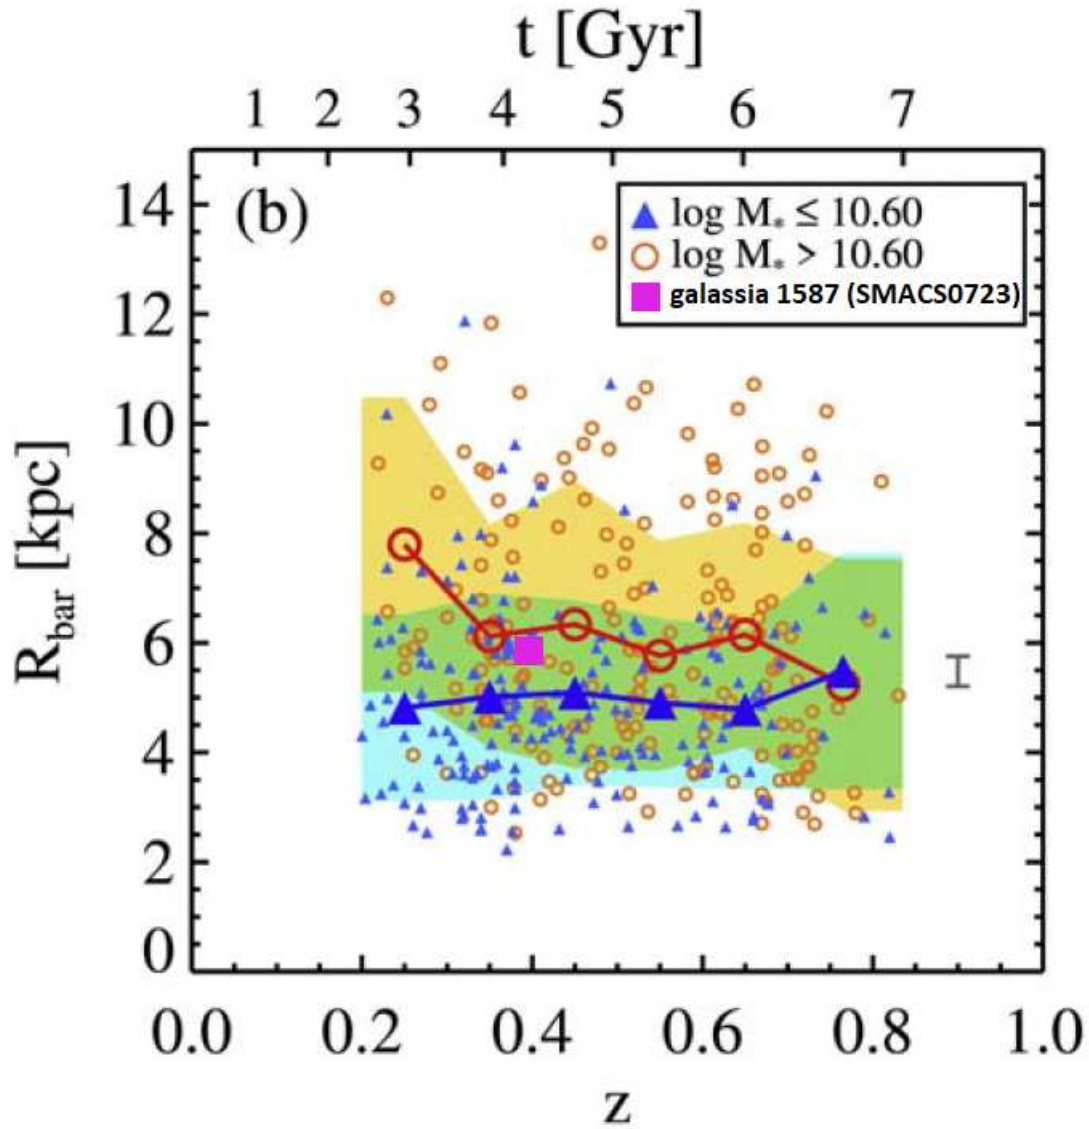 t [Gyr]
1 2 3 4 5 6 7
(b)
log M* ≤ 10.60
log M* > 10.60
galassia 1587 (SMACS0723)
14
12
10
8
6
4
2
0
R_bar [kpc]
0.0 0.2 0.4 0.6 0.8 1.0
z